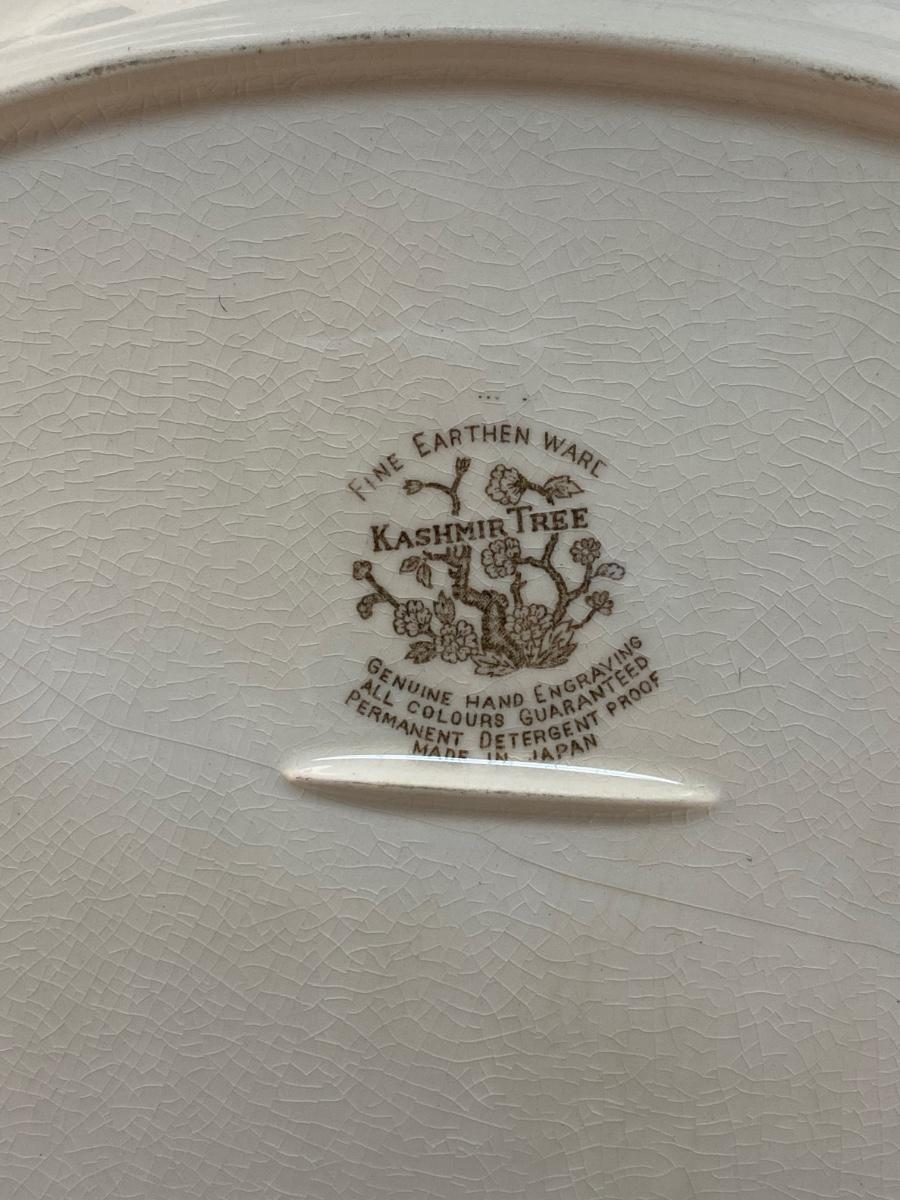 FINE EARTHEN WARE
KASHMIR TREE
GENUINE HAND ENGRAVING
ALL COLOURS GUARANTEED
PERMANENT DETERGENT PROOF
MADE IN JAPAN